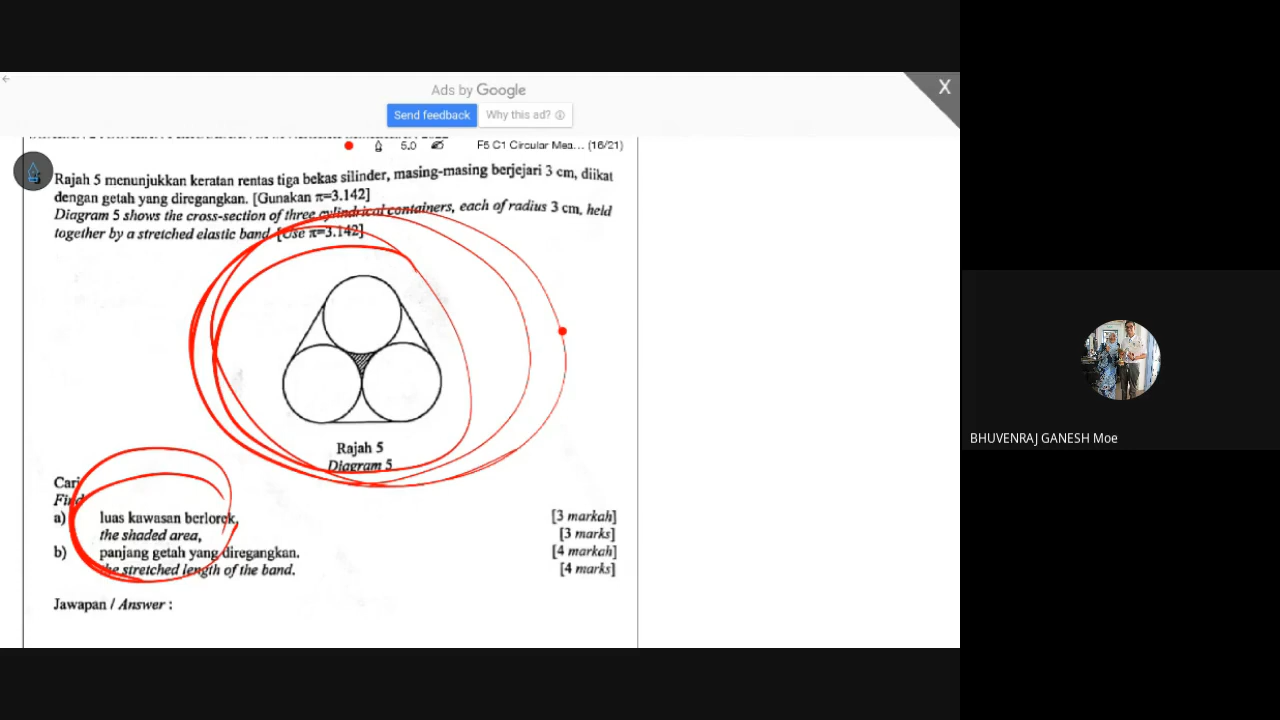 Ads by Google
Send feedback
Why this ad?
X
5.0
F5 C1 Circular Mea... (16/21)
Rajah 5 menunjukkan keratan rentas tiga bekas silinder, masing-masing berjejari 3 cm, diikat
dengan getah yang diregangkan. [Gunakan π=3.142]
Diagram 5 shows the cross-section of three cylindrical containers, each of radius 3 cm, held
together by a stretched elastic band. [Use π=3.142]
Rajah 5
Diagram 5
Cari
Find
a) luas kawasan berlorek, [3 markah]
the shaded area, [3 marks]
b) panjang getah yang diregangkan. [4 markah]
the stretched length of the band. [4 marks]
Jawapan / Answer :
BHUVENRAJ GANESH Moe